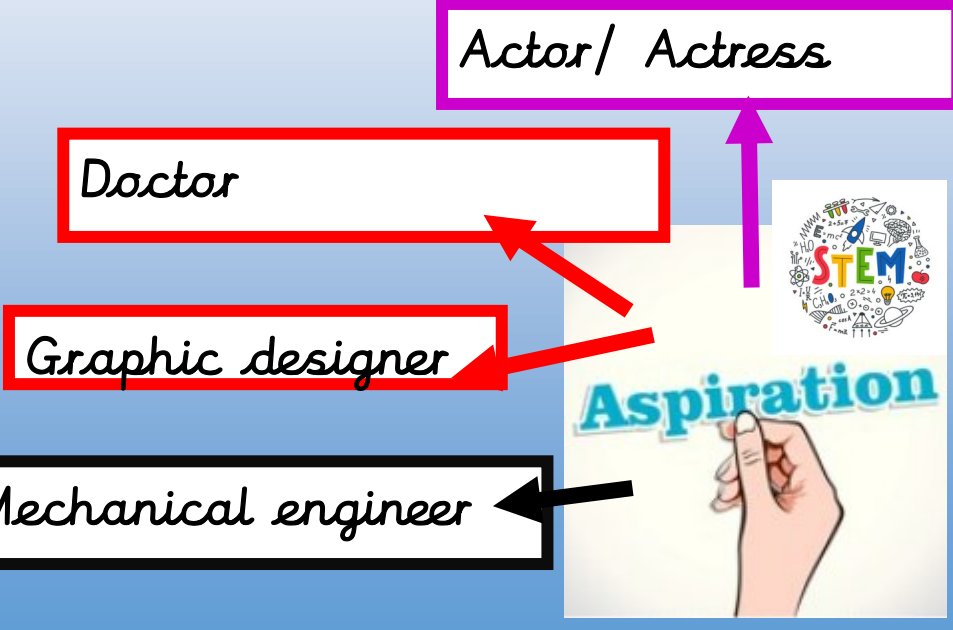 Actor/ Actress
Doctor
STEM
Graphic designer
Aspiration
Mechanical engineer